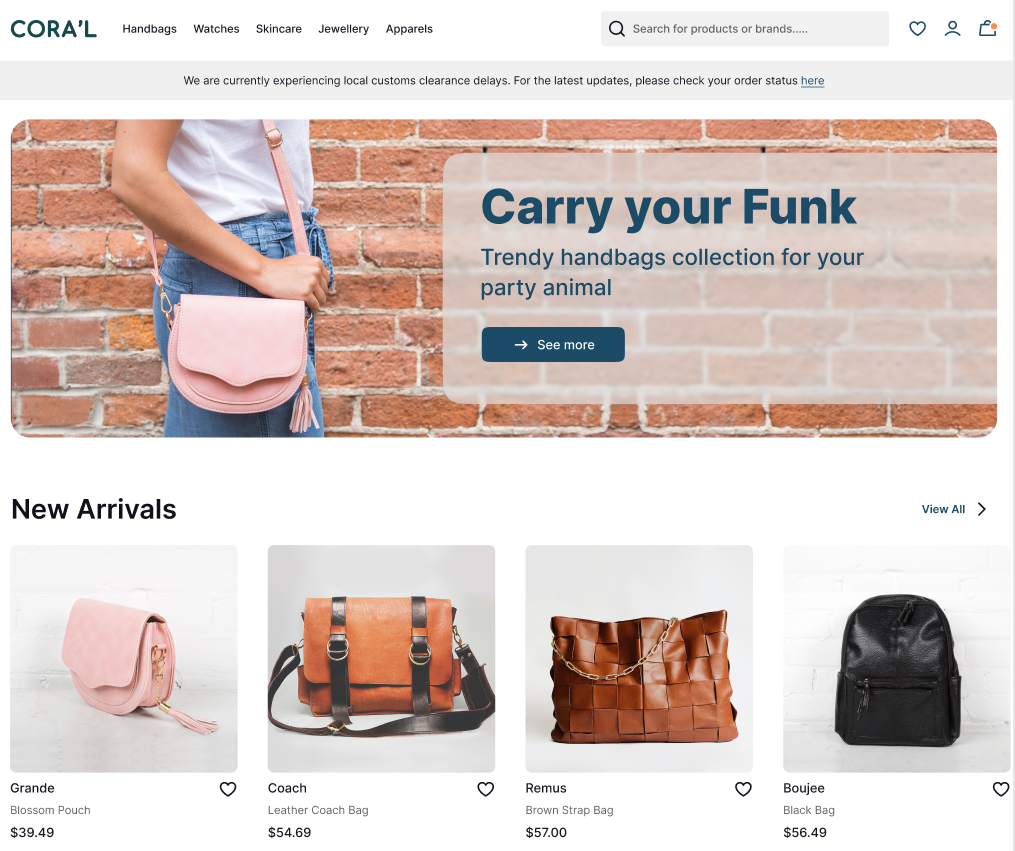 CORA'L
Handbags Watches Skincare Jewellery Apparels
Search for products or brands.....
We are currently experiencing local customs clearance delays. For the latest updates, please check your order status here
Carry your Funk
Trendy handbags collection for your
party animal
See more
New Arrivals
View All
Grande
Blossom Pouch
$39.49
Coach
Leather Coach Bag
$54.69
Remus
Brown Strap Bag
$57.00
Boujee
Black Bag
$56.49